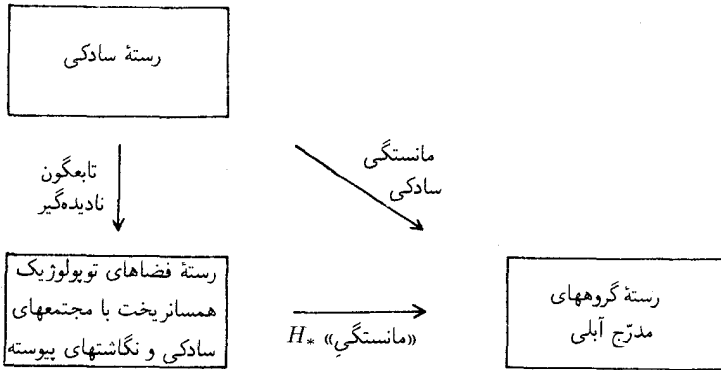 رستهٔ سادکی
مانستگی
سادکی
تابعگون
نادیده‌گیر
رستهٔ فضاهای توپولوژیک
همسانریخت با مجتمعهای
سادکی و نگاشتهای پیوسته
«مانستگیِ» H*
رستهٔ گروههای
مدرّج آبلی